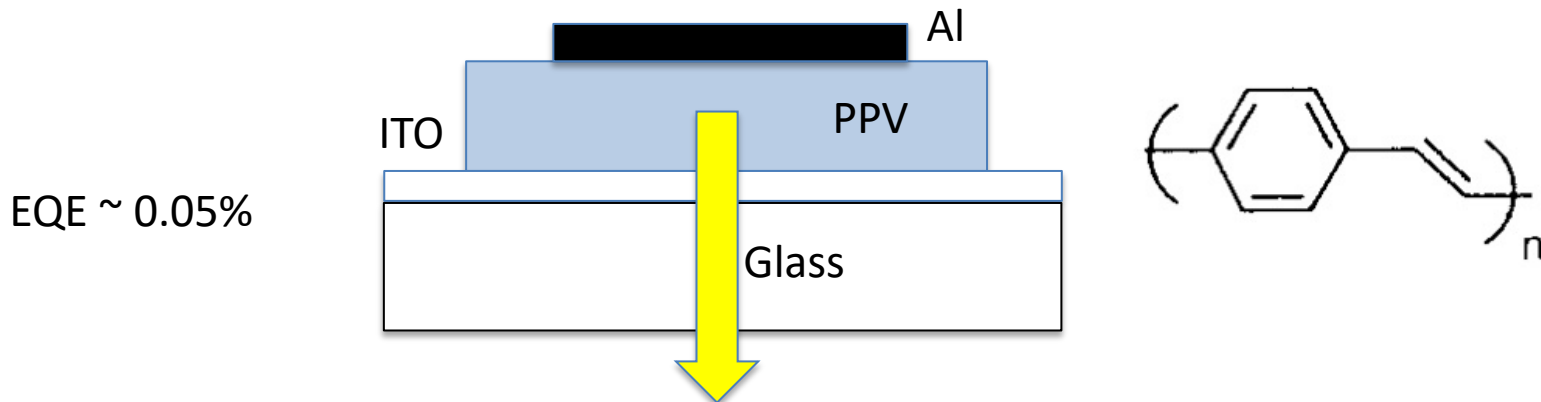 Al
PPV
ITO
EQE ~ 0.05%
Glass
n